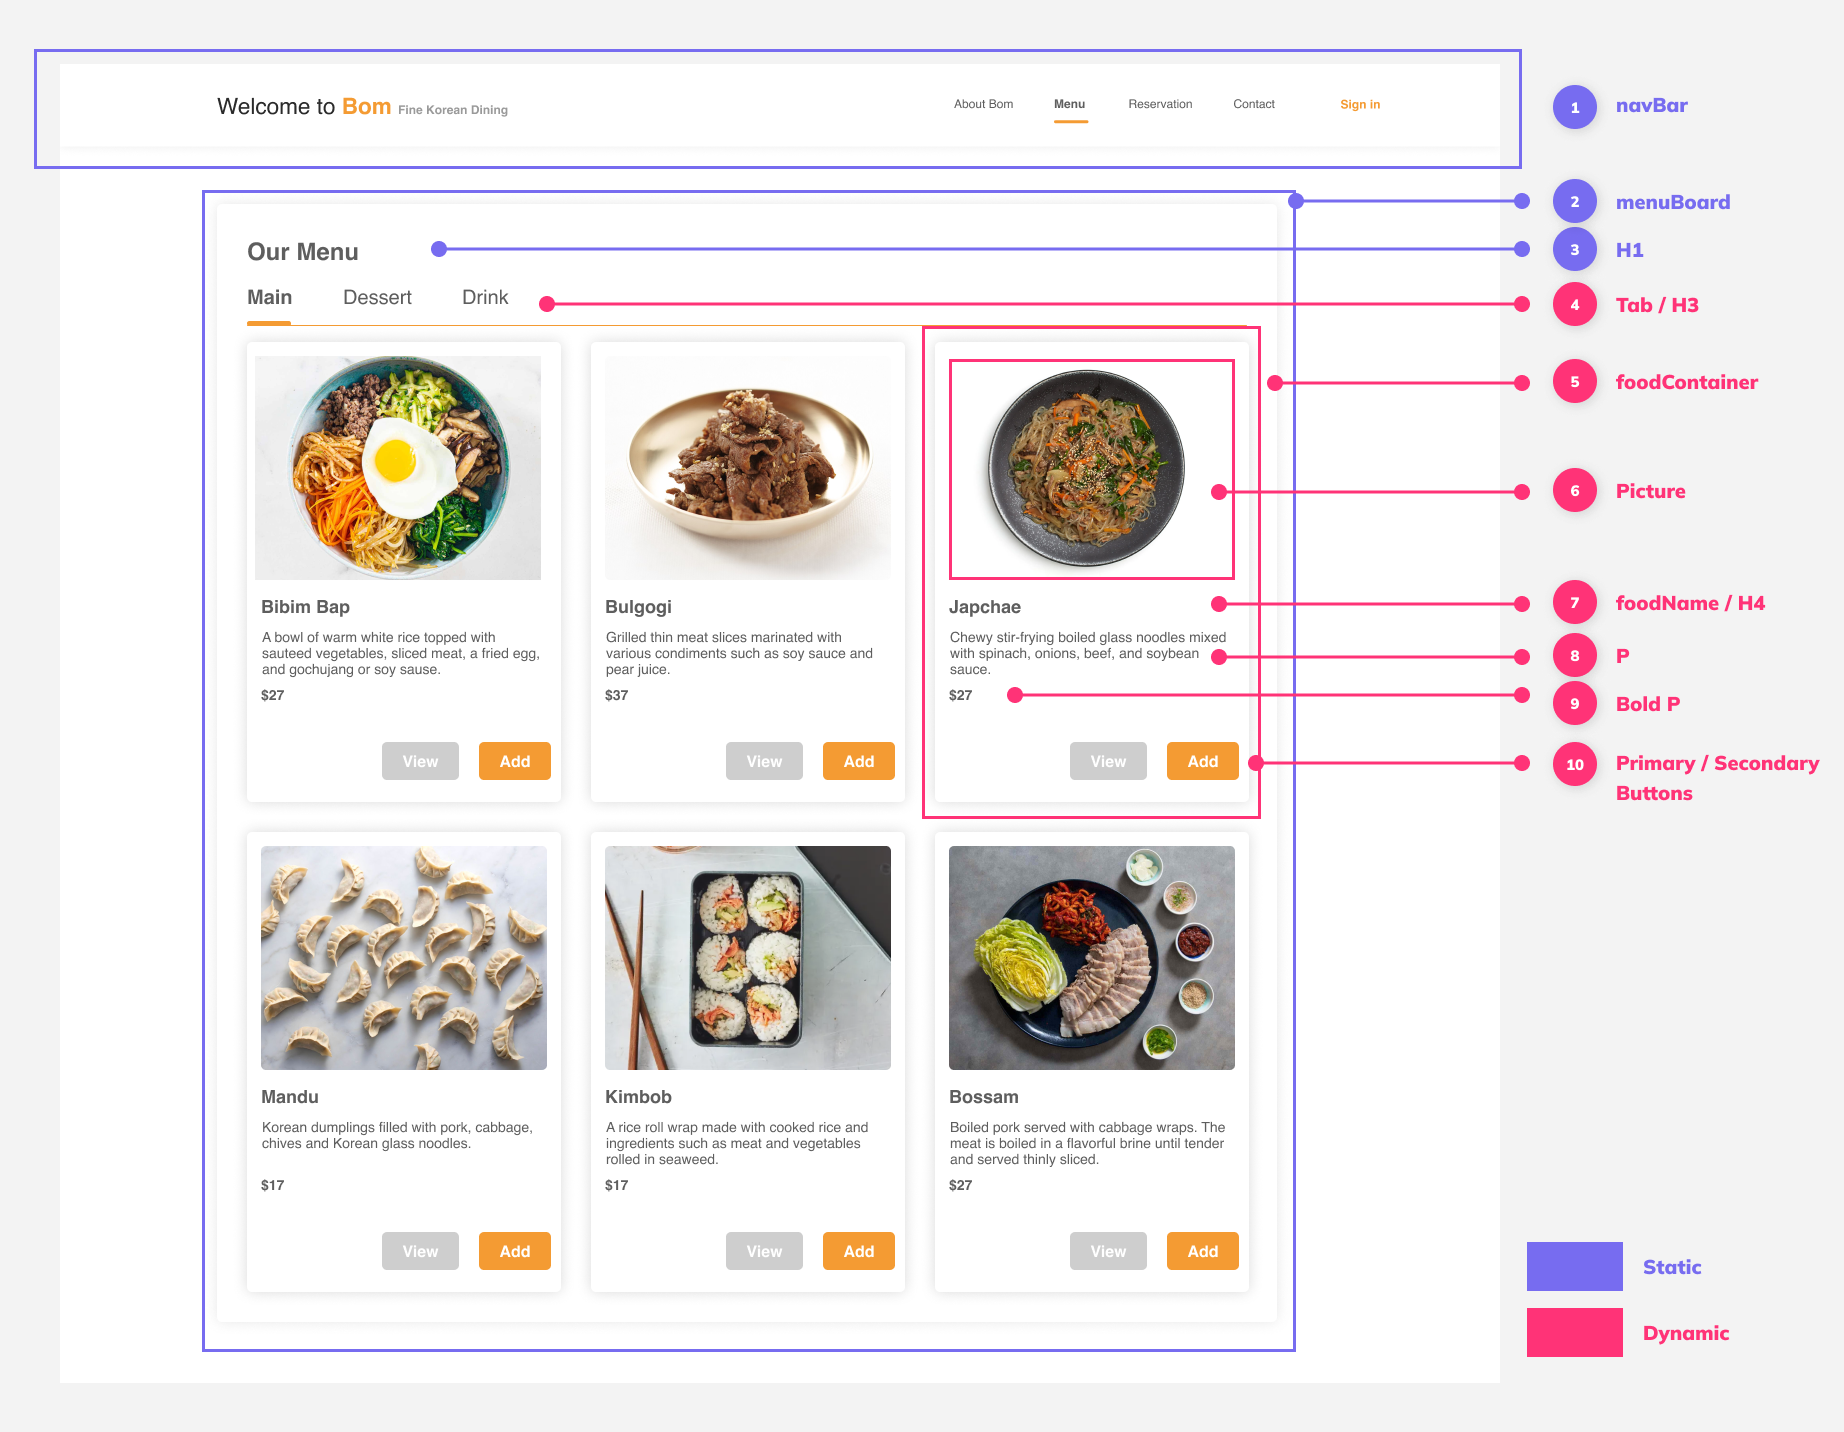 Welcome to Bom Fine Korean Dining
About Bom
Menu
Reservation
Contact
Sign in
1 navBar
2 menuBoard
Our Menu
3 H1
Main
Dessert
Drink
4 Tab / H3
5 foodContainer
6 Picture
Bibim Bap
A bowl of warm white rice topped with
sauteed vegetables, sliced meat, a fried egg,
and gochujang or soy sause.
$27
View
Add
Bulgogi
Grilled thin meat slices marinated with
various condiments such as soy sauce and
pear juice.
$37
View
Add
Japchae
Chewy stir-frying boiled glass noodles mixed
with spinach, onions, beef, and soybean
sauce.
$27
View
Add
7 foodName / H4
8 P
9 Bold P
10 Primary / Secondary
Buttons
Mandu
Korean dumplings filled with pork, cabbage,
chives and Korean glass noodles.
$17
View
Add
Kimbob
A rice roll wrap made with cooked rice and
ingredients such as meat and vegetables
rolled in seaweed.
$17
View
Add
Bossam
Boiled pork served with cabbage wraps. The
meat is boiled in a flavorful brine until tender
and served thinly sliced.
$27
View
Add
Static
Dynamic